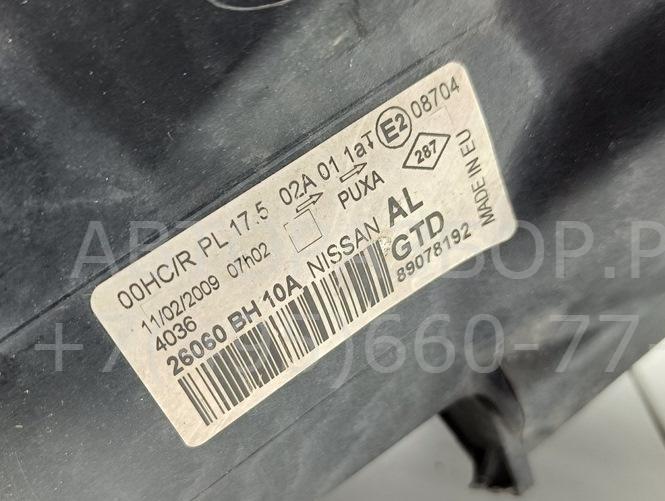 00HC/R PL 17.5 02A 01 1a E2 08704
11/02/2009 07h02 PUXA 287
4036
26060 BH 10A NISSAN AL
GTD
89078192 MADE IN EU